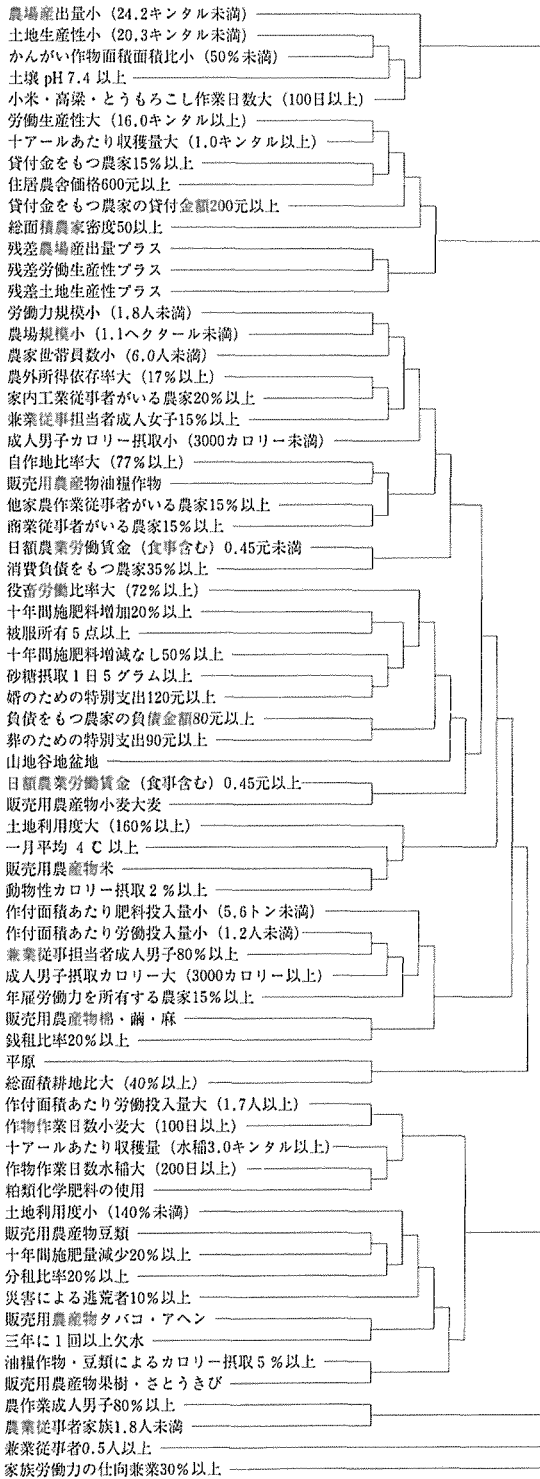 農場産出量小（24.2キンタル未満）
土地生産性小（20.3キンタル未満）
かんがい作物面積面積比小（50％未満）
土壌 pH 7.4 以上
小米・高粱・とうもろこし作業日数大（100日以上）
労働生産性大（16.0キンタル以上）
十アールあたり収穫量大（1.0キンタル以上）
貸付金をもつ農家15％以上
住居農舎価格600元以上
貸付金をもつ農家の貸付金額200元以上
総面積農家密度50以上
残差農場産出量プラス
残差労働生産性プラス
残差土地生産性プラス
労働力規模小（1.8人未満）
農場規模小（1.1ヘクタール未満）
農家世帯員数小（6.0人未満）
農外所得依存率大（17％以上）
家内工業従事者がいる農家20％以上
兼業従事担当者成人女子15％以上
成人男子カロリー摂取小（3000カロリー未満）
自作地比率大（77％以上）
販売用農産物油糧作物
他家農作業従事者がいる農家15％以上
商業従事者がいる農家15％以上
日額農業労働賃金（食事含む）0.45元未満
消費負債をもつ農家35％以上
役畜労働比率大（72％以上）
十年間施肥料増加20％以上
被服所有５点以上
十年間施肥料増減なし50％以上
砂糖摂取１日５グラム以上
婿のための特別支出120元以上
負債をもつ農家の負債金額80元以上
葬のための特別支出90元以上
山地谷地盆地
日額農業労働賃金（食事含む）0.45元以上
販売用農産物小麦大麦
土地利用度大（160％以上）
一月平均 4 ℃ 以上
販売用農産物米
動物性カロリー摂取２％以上
作付面積あたり肥料投入量小（5.6トン未満）
作付面積あたり労働投入量小（1.2人未満）
兼業従事担当者成人男子80％以上
成人男子摂取カロリー大（3000カロリー以上）
年雇労働力を所有する農家15％以上
販売用農産物棉・繭・麻
銭租比率20％以上
平原
総面積耕地比大（40％以上）
作付面積あたり労働投入量大（1.7人以上）
作物作業日数小麦大（100日以上）
十アールあたり収穫量（水稲3.0キンタル以上）
作物作業日数水稲大（200日以上）
粕類化学肥料の使用
土地利用度小（140％未満）
販売用農産物豆類
十年間施肥量減少20％以上
分租比率20％以上
災害による逃荒者10％以上
販売用農産物タバコ・アヘン
三年に１回以上欠水
油糧作物・豆類によるカロリー摂取５％以上
販売用農産物果樹・さとうきび
農作業成人男子80％以上
農業従事者家族1.8人未満
兼業従事者0.5人以上
家族労働力の仕向兼業30％以上